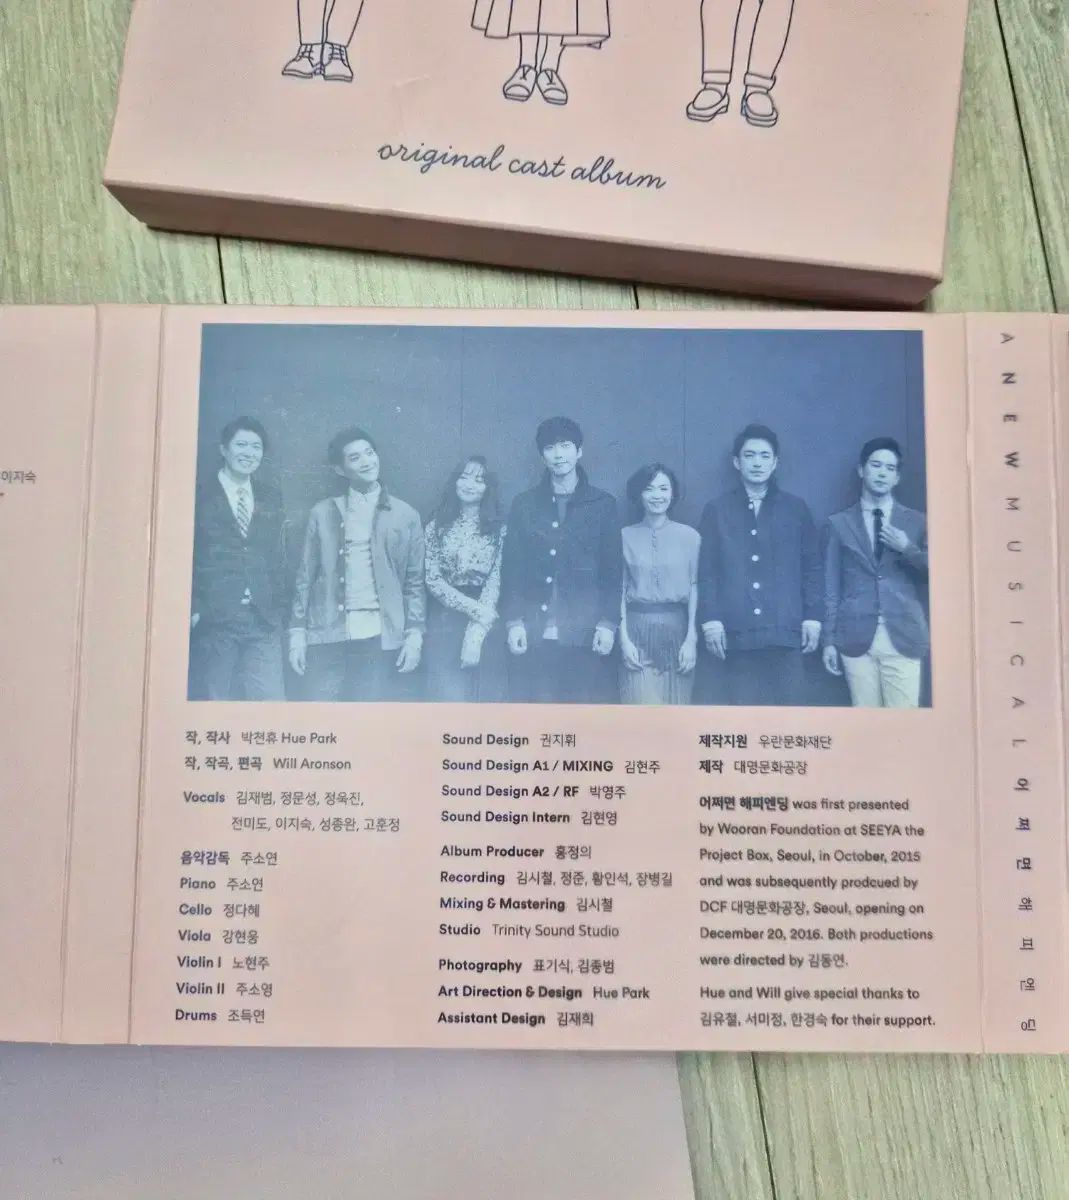 original cast album
이지숙
작, 작사 박천휴 Hue Park
작, 작곡, 편곡 Will Aronson
Vocals 김재범, 정문성, 정욱진,
전미도, 이지숙, 성종완, 고훈정
음악감독 주소연
Piano 주소연
Cello 정다혜
Viola 강현웅
Violin I 노현주
Violin II 주소영
Drums 조득연
Sound Design 권지휘
Sound Design A1 / MIXING 김현주
Sound Design A2 / RF 박영주
Sound Design Intern 김현영
Album Producer 홍정의
Recording 김시철, 정준, 황인석, 장병길
Mixing & Mastering 김시철
Studio Trinity Sound Studio
Photography 표기식, 김종범
Art Direction & Design Hue Park
Assistant Design 김재희
제작지원 우란문화재단
제작 대명문화공장
어쩌면 해피엔딩 was first presented
by Wooran Foundation at SEEYA the
Project Box, Seoul, in October, 2015
and was subsequently prodcued by
DCF 대명문화공장, Seoul, opening on
December 20, 2016. Both productions
were directed by 김동연.
Hue and Will give special thanks to
김유철, 서미정, 한경숙 for their support.
A NEW MUSICAL 어쩌면 해피엔딩